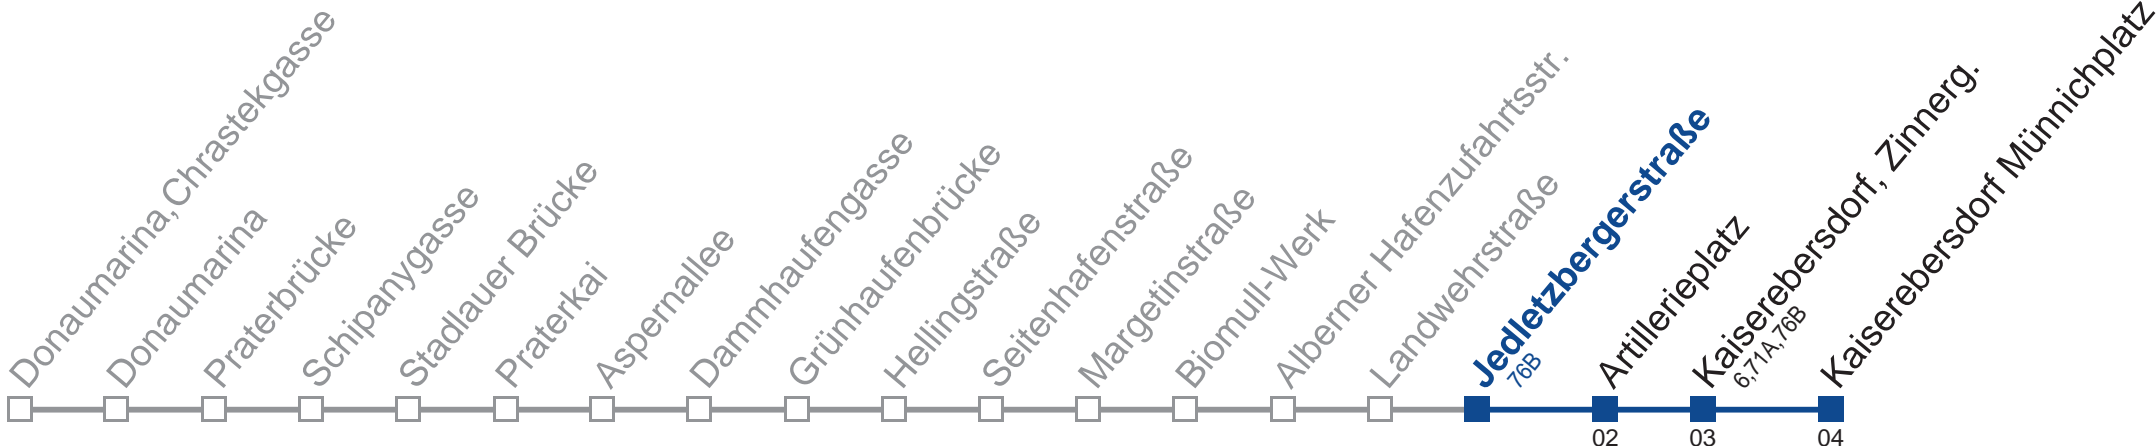 Donaumarina, Chrastekgasse
Donaumarina
Praterbrücke
Schipanygasse
Stadlauer Brücke
Praterkai
Aspernallee
Dammhaufengasse
Grünhaufenbrücke
Hellingstraße
Seitenhafenstraße
Margetinstraße
Biomull-Werk
Alberner Hafenzufahrtsstr.
Landwehrstraße
Jedletzbergerstraße
76B
Artillerieplatz
Kaiserebersdorf, Zinnerg.
6,71A,76B
Kaiserebersdorf Münnichplatz
02 03 04